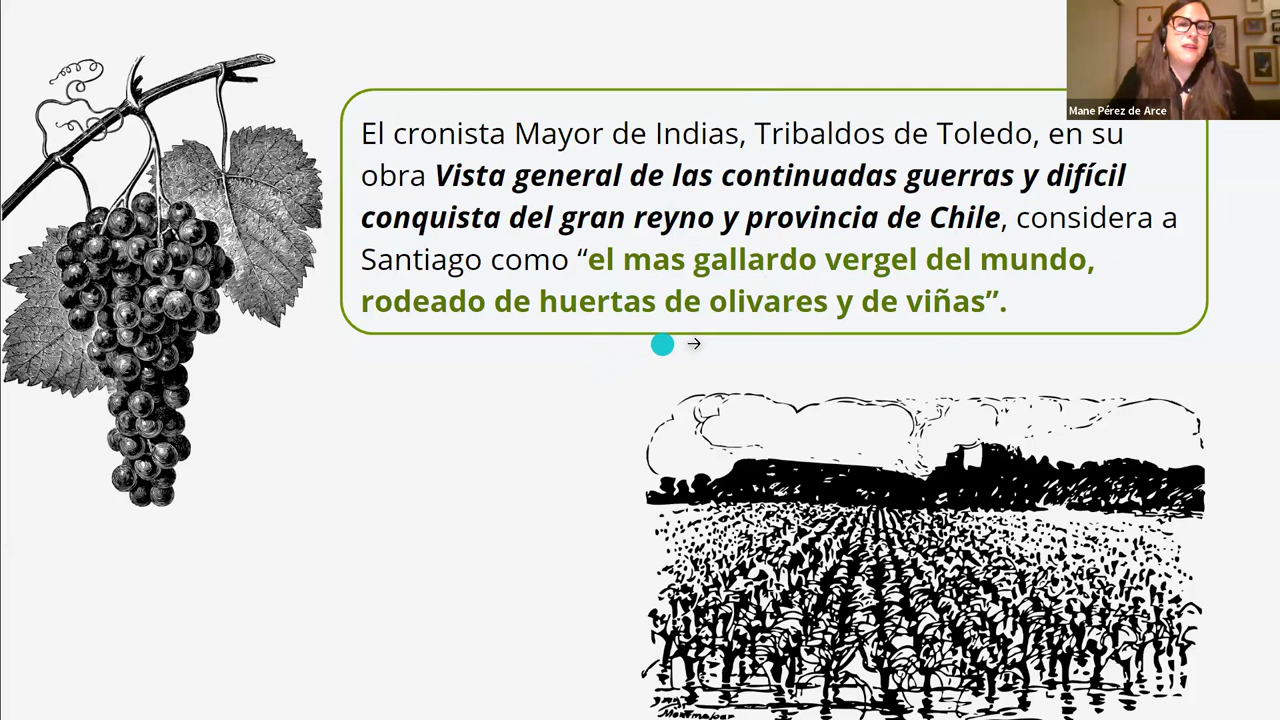 Mane Pérez de Arce
El cronista Mayor de Indias, Tribaldos de Toledo, en su
obra Vista general de las continuadas guerras y difícil
conquista del gran reyno y provincia de Chile, considera a
Santiago como “el mas gallardo vergel del mundo,
rodeado de huertas de olivares y de viñas”.